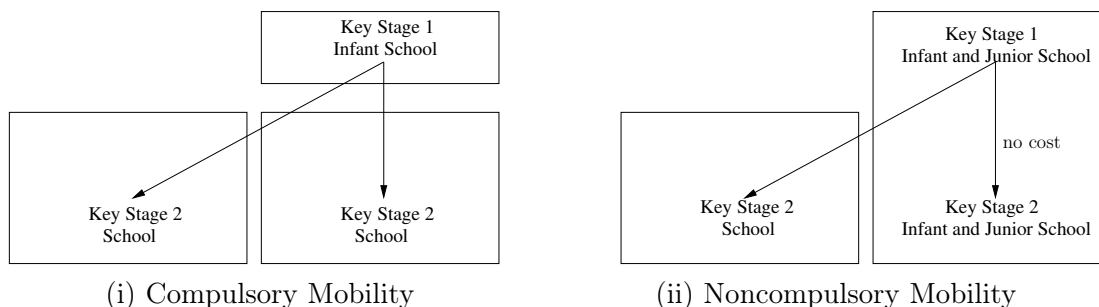 Key Stage 1
Infant School
Key Stage 2
School
Key Stage 2
School
(i) Compulsory Mobility
Key Stage 1
Infant and Junior School
no cost
Key Stage 2
School
Key Stage 2
Infant and Junior School
(ii) Noncompulsory Mobility